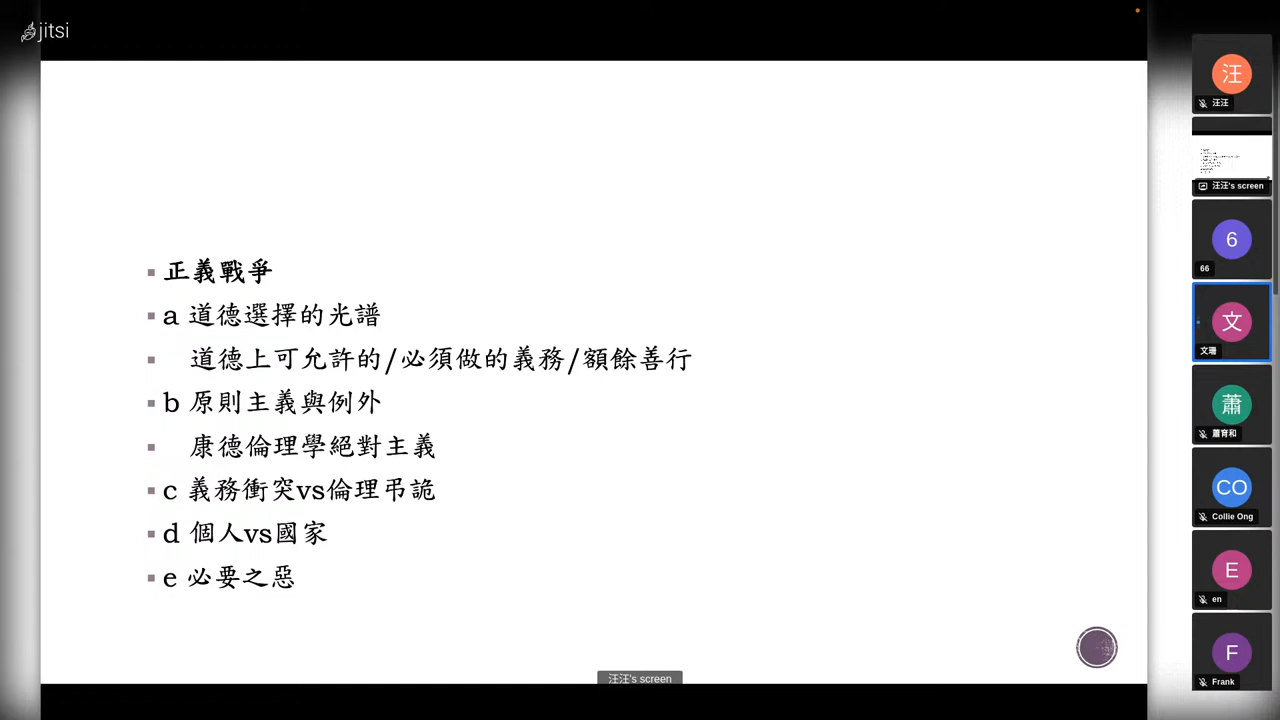 jitsi
正義戰爭
a 道德選擇的光譜
道德上可允許的/必須做的義務/額餘善行
b 原則主義與例外
康德倫理學絕對主義
c 義務衝突vs倫理弔詭
d 個人vs國家
e 必要之惡
汪汪's screen
汪
汪汪
汪汪's screen
6
66
文
文珊
蕭
蕭育和
CO
Collie Ong
E
en
F
Frank